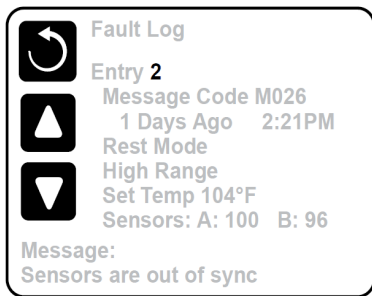 Fault Log
Entry 2
Message Code M026
1 Days Ago 2:21PM
Rest Mode
High Range
Set Temp 104°F
Sensors: A: 100 B: 96
Message:
Sensors are out of sync